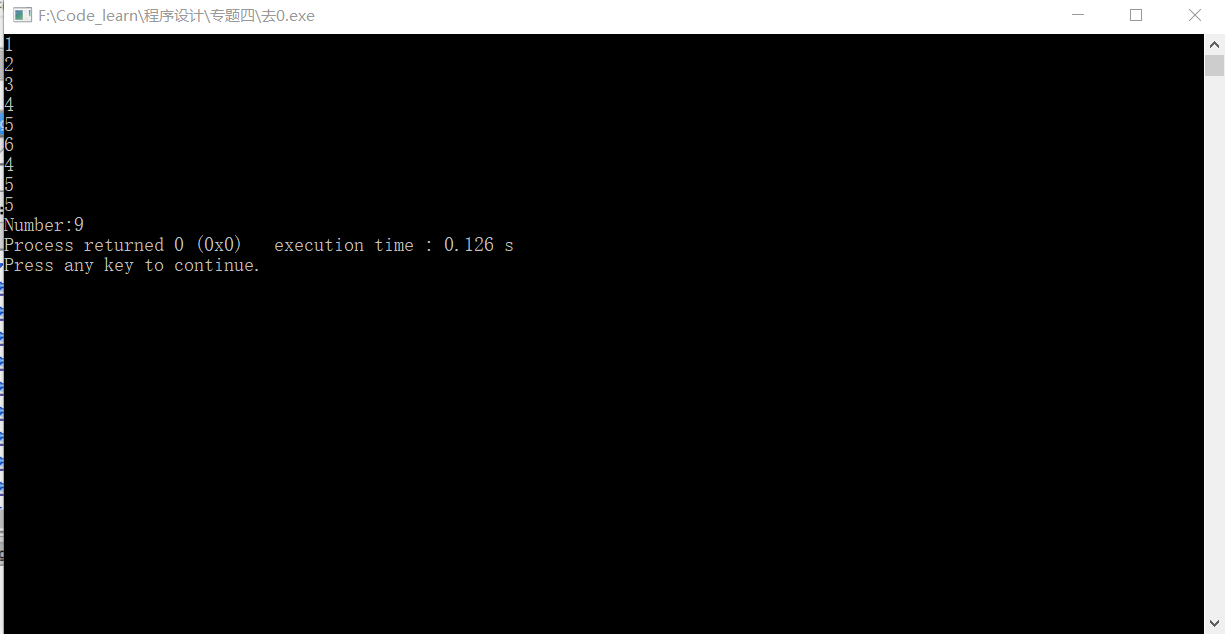 F:\Code_learn\程序设计\专题四\去0.exe
1
2
3
4
5
6
4
5
5
Number:9
Process returned 0 (0x0)   execution time : 0.126 s
Press any key to continue.